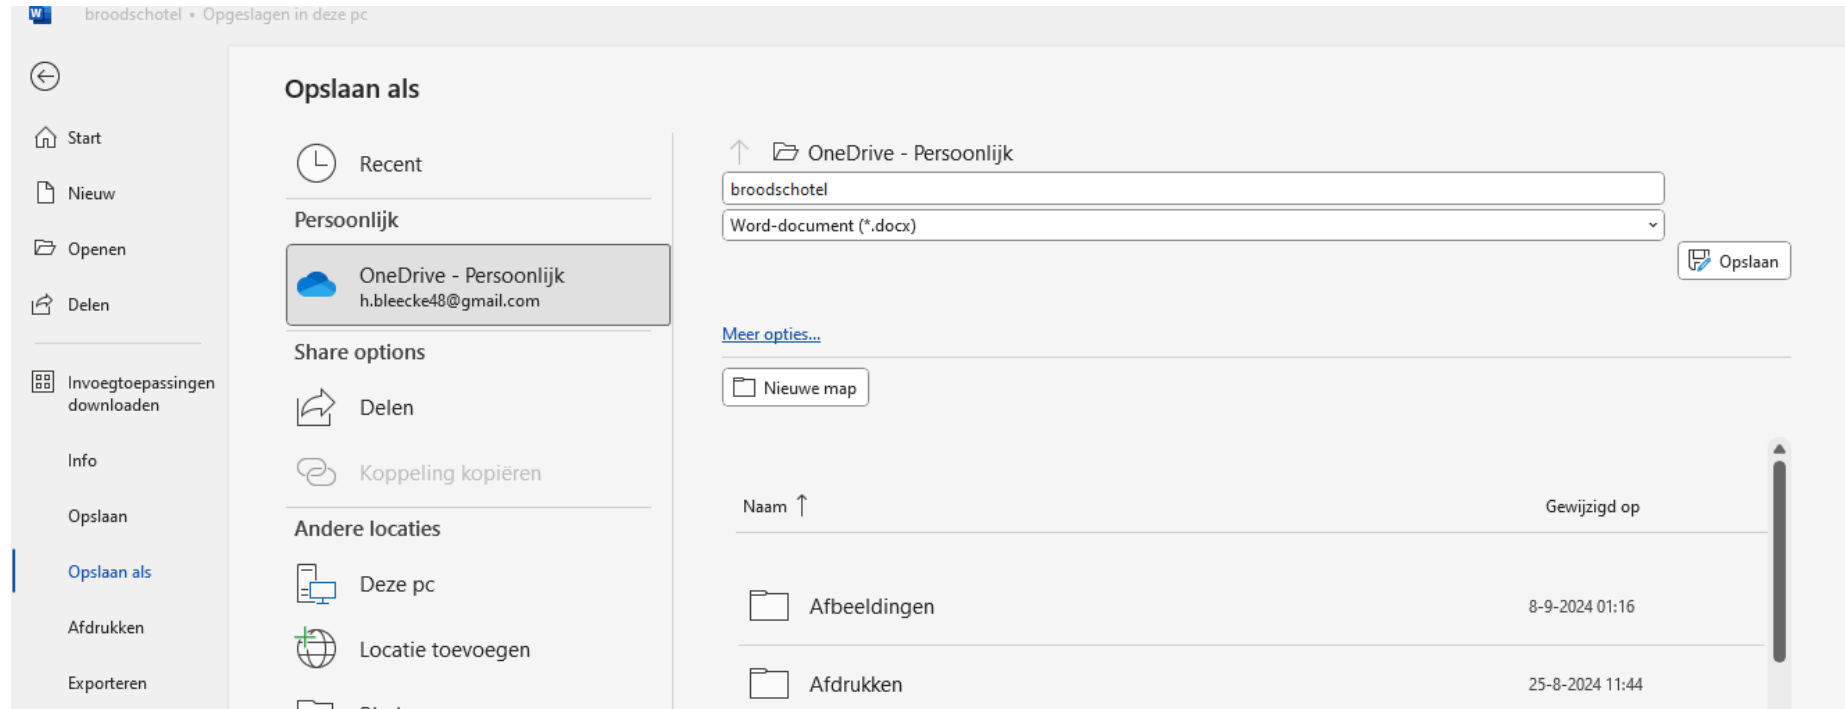 W broodschotel • Opgeslagen in deze pc
Start
Nieuw
Openen
Delen
Invoegtoepassingen
downloaden
Info
Opslaan
Opslaan als
Afdrukken
Exporteren
Opslaan als
Recent
Persoonlijk
OneDrive - Persoonlijk
h.bleecke48@gmail.com
Share options
Delen
Koppeling kopiëren
Andere locaties
Deze pc
Locatie toevoegen
OneDrive - Persoonlijk
broodschotel
Word-document (*.docx)
Opslaan
Meer opties...
Nieuwe map
Naam ↑ Gewijzigd op
Afbeeldingen 8-9-2024 01:16
Afdrukken 25-8-2024 11:44